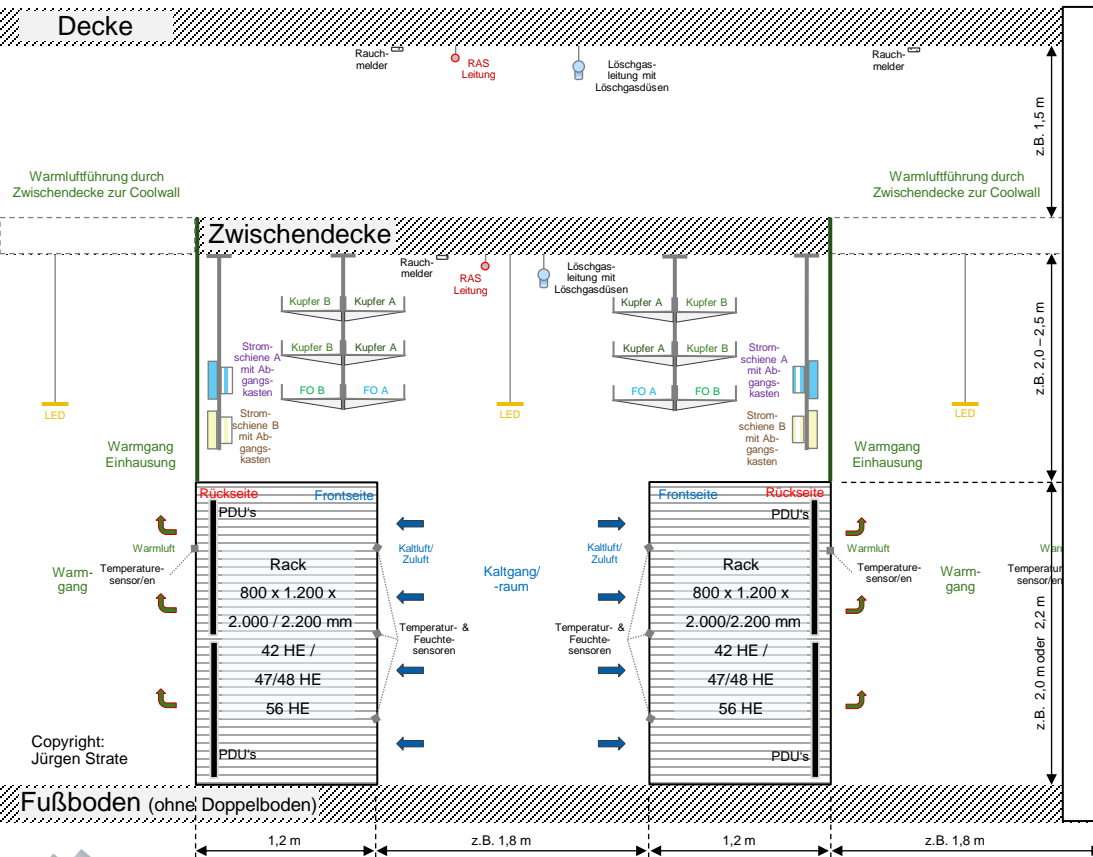 Decke
Rauch-
melder
RAS
Leitung
Löschgas-
leitung mit
Löschgasdüsen
Rauch-
melder
z.B. 1,5 m
Warmluftführung durch
Zwischendecke zur Coolwall
Warmluftführung durch
Zwischendecke zur Coolwall
Zwischendecke
Rauch-
melder
RAS
Leitung
Löschgas-
leitung mit
Löschgasdüsen
Kupfer B
Kupfer A
Kupfer A
Kupfer B
Kupfer B
Kupfer A
Kupfer A
Kupfer B
FO B
FO A
FO A
FO B
Strom-
schiene A
mit Ab-
gangs-
kasten
Strom-
schiene B
mit Ab-
gangs-
kasten
Strom-
schiene A
mit Ab-
gangs-
kasten
Strom-
schiene B
mit Ab-
gangs-
kasten
z.B. 2,0 – 2,5 m
LED
LED
LED
Warmgang
Einhausung
Warmgang
Einhausung
Rückseite
Frontseite
PDU's
Frontseite
Rückseite
PDU's
Warmluft
Temperature-
sensor/en
Warm-
gang
Rack
800 x 1.200 x
2.000 / 2.200 mm
42 HE /
47/48 HE
56 HE
PDU's
Kaltluft/
Zuluft
Temperatur- &
Feuchte-
sensoren
Kaltgang/
-raum
Kaltluft/
Zuluft
Temperatur- &
Feuchte-
sensoren
Rack
800 x 1.200 x
2.000/2.200 mm
42 HE /
47/48 HE
56 HE
PDU's
Warmluft
Temperature-
sensor/en
Warm-
gang
Temperatur
sensor/en
z.B. 2,0 m oder 2,2 m
Copyright:
Jürgen Strate
Fußboden (ohne Doppelboden)
1,2 m
z.B. 1,8 m
1,2 m
z.B. 1,8 m